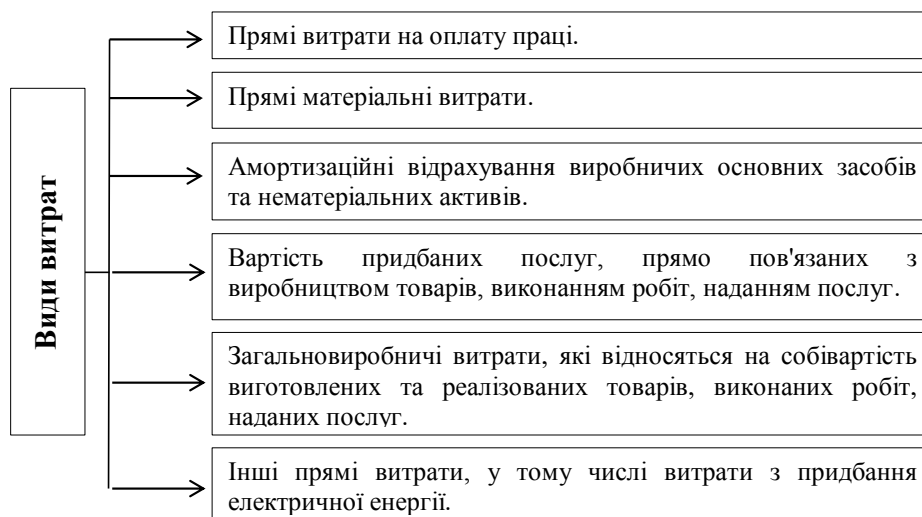 Види витрат
Прямі витрати на оплату праці.
Прямі матеріальні витрати.
Амортизаційні відрахування виробничих основних засобів
та нематеріальних активів.
Вартість придбаних послуг, прямо пов'язаних з
виробництвом товарів, виконанням робіт, наданням послуг.
Загальновиробничі витрати, які відносяться на собівартість
виготовлених та реалізованих товарів, виконаних робіт,
наданих послуг.
Інші прямі витрати, у тому числі витрати з придбання
електричної енергії.